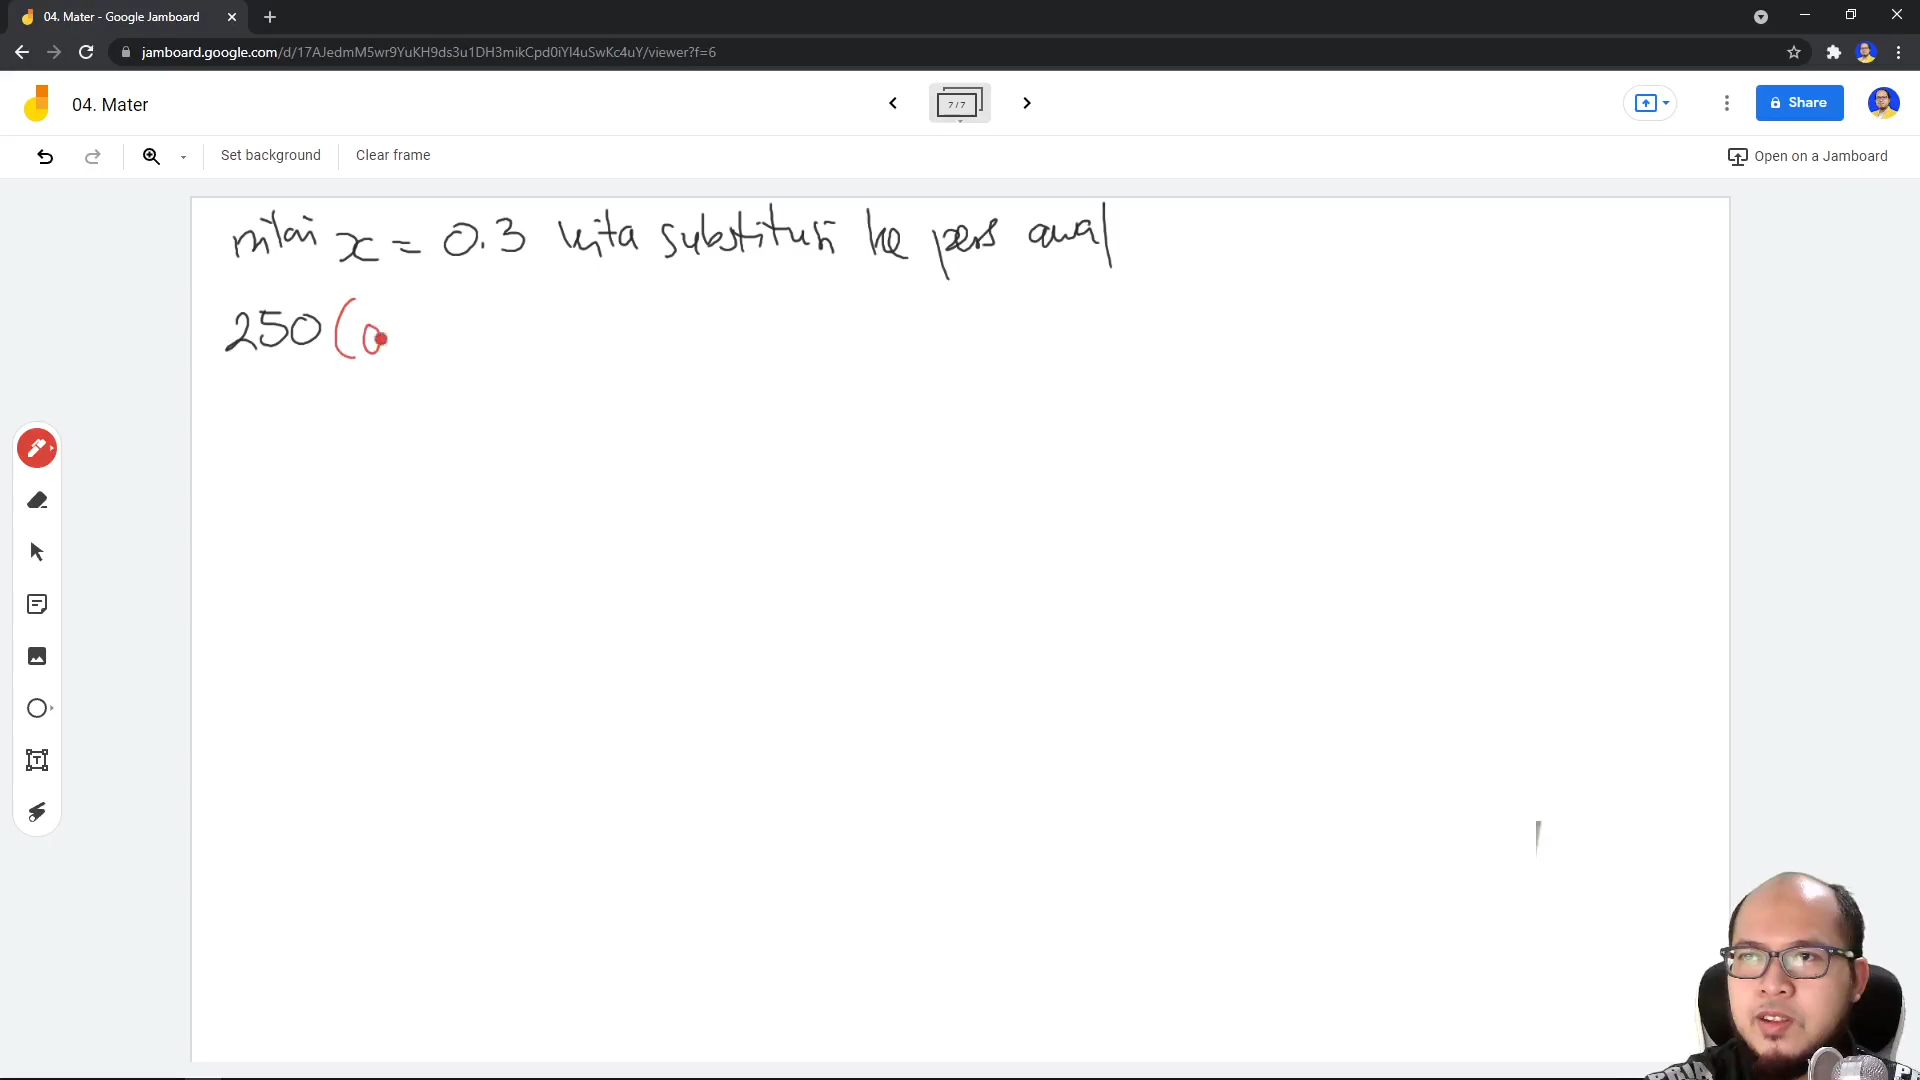 04. Mater - Google Jamboard
jamboard.google.com/d/17AJedmM5wr9YuKH9ds3u1DH3mikCpd0iYI4uSwKc4uY/viewer?f=6
04. Mater
7 / 7
Share
Set background
Clear frame
Open on a Jamboard
nilai x = 0.3 kita substitusi ke pers awal
250 (0